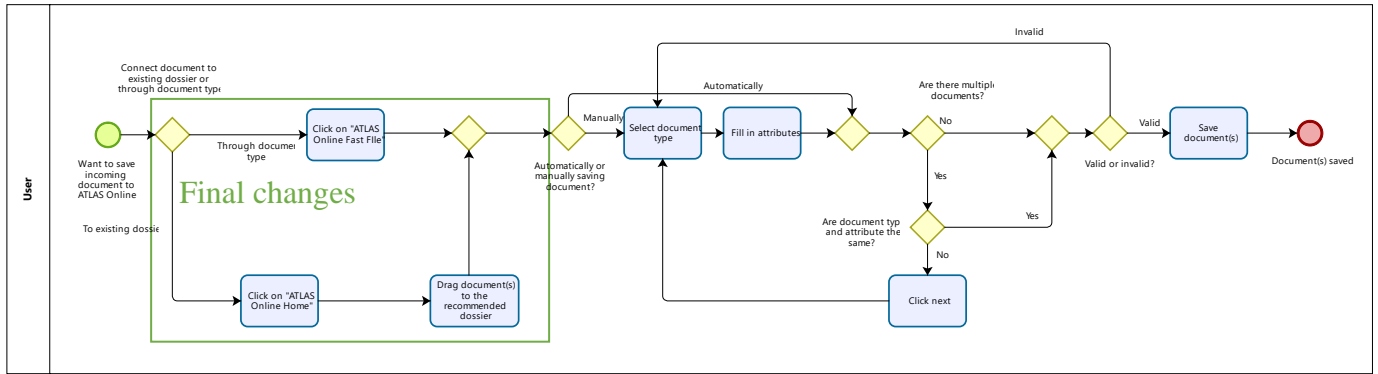 User
Want to save
incoming
document to
ATLAS Online
Connect document to
existing dossier or
through document type
Through documen
type
To existing dossie
Click on "ATLAS
Online Fast FIle"
Final changes
Click on "ATLAS
Online Home"
Drag document(s)
to the
recommended
dossier
Automatically or
manually saving
document?
Manually
Automatically
Select document
type
Fill in attributes
Are there multiple
documents?
No
Yes
Are document typ
and attribute the
same?
Yes
No
Click next
Invalid
Valid or invalid?
Valid
Save
document(s)
Document(s) saved